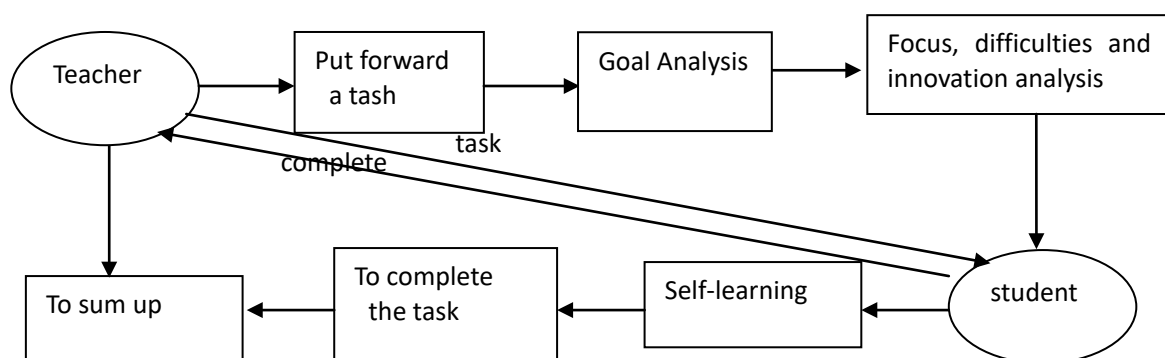 Teacher
Put forward
a tash
Goal Analysis
Focus, difficulties and
innovation analysis
task
complete
To sum up
To complete
the task
Self-learning
student